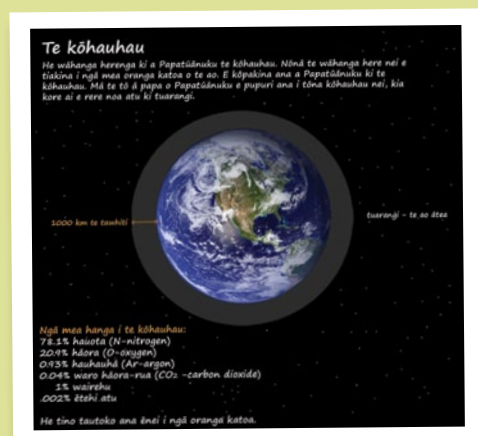 Te kōhauhau
He wāhanga herenga ki a Papatūānuku te kōhauhau. Nōnā te wāhanga here nei e
tiakina i ngā mea oranga katoa o te ao. E kōpakina ana a Papatūānuku ki te
kōhauhau. Mā te tō ā papa o Papatūānuku e pupuri ana i tōna kōhauhau nei, kia
kore ai e rere noa atu ki tuarangi.
1000 km te tawhiti
tuarangi - te ao ātea
Ngā mea hanga i te kōhauhau:
78.1% hauota (N-nitrogen)
20.9% hāora (O-oxygen)
0.93% hauhauhā (Ar-argon)
0.04% waro hāora-rua (CO₂ -carbon dioxide)
1% wairehu
.002% ētehi atu
He tino tautoko ana ēnei i ngā oranga katoa.